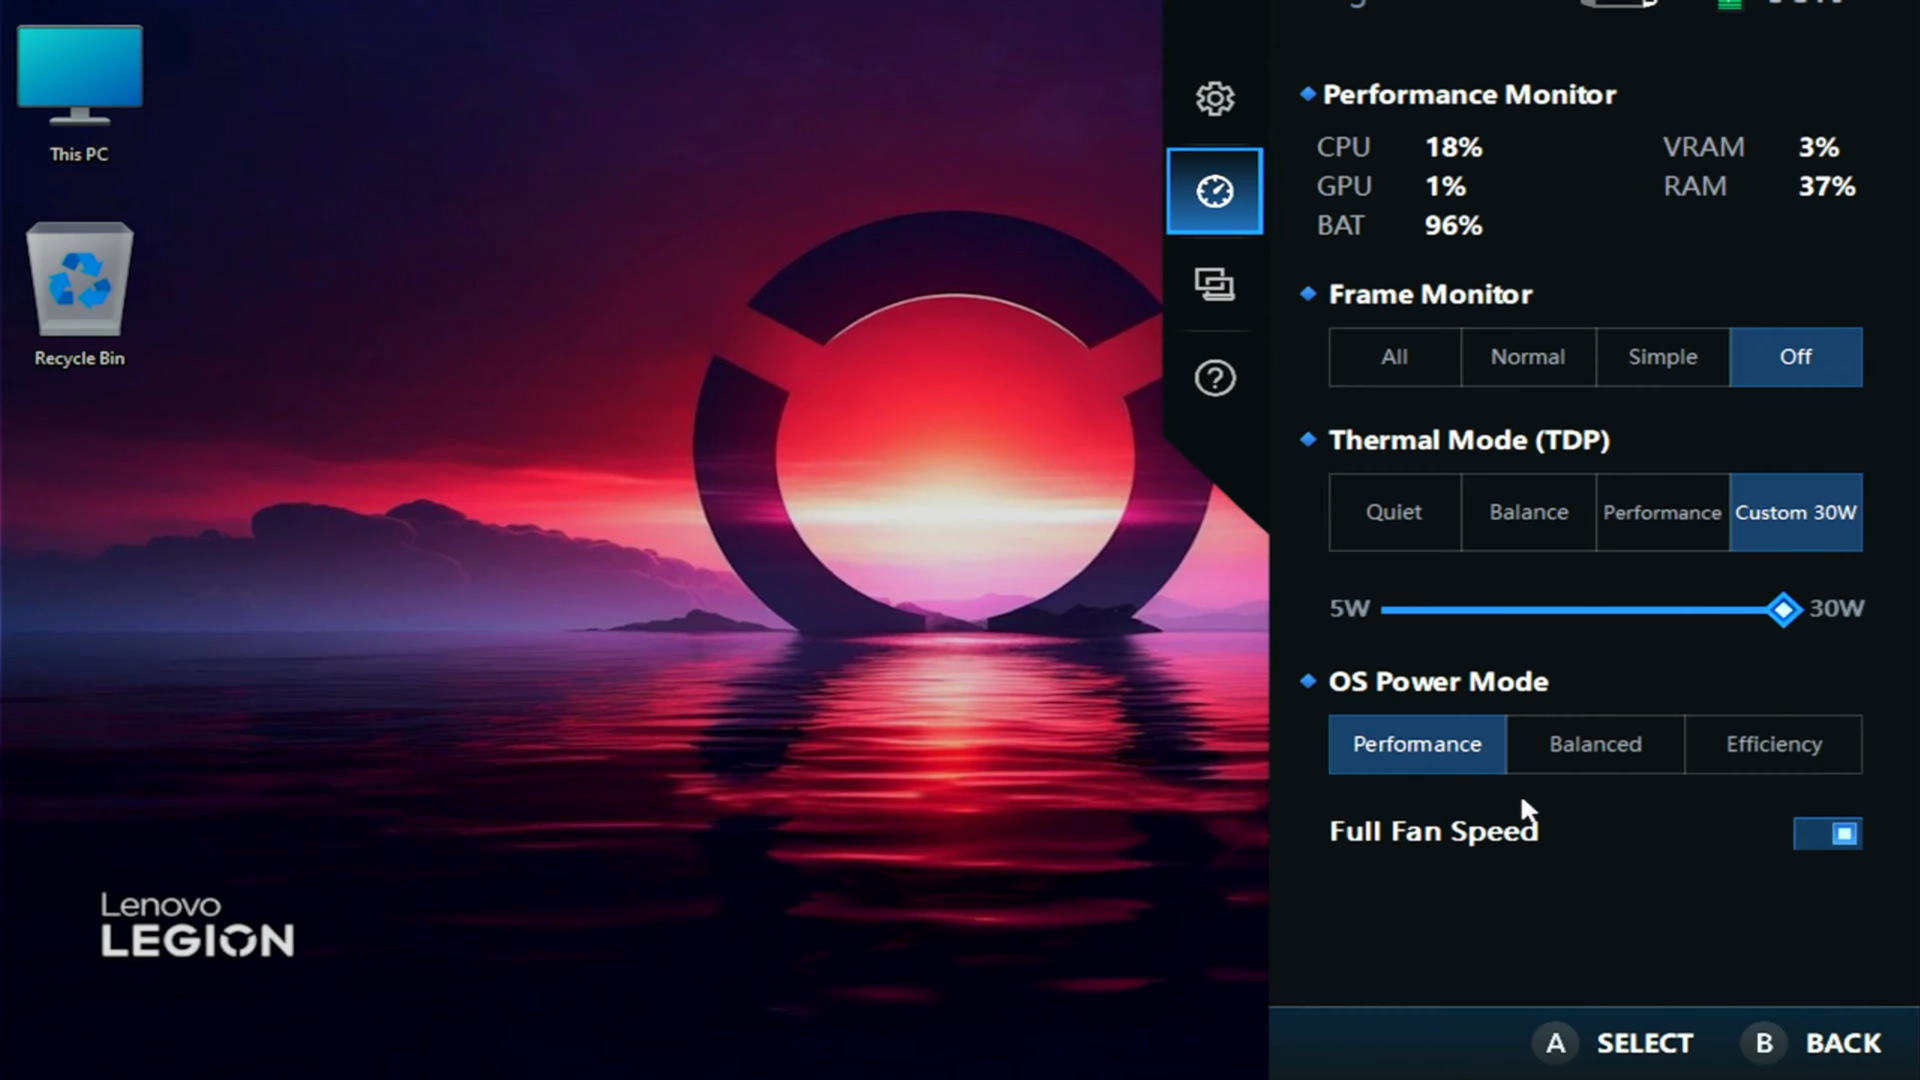 This PC
Recycle Bin
Lenovo
LEGION
Performance Monitor
CPU 18% VRAM 3%
GPU 1% RAM 37%
BAT 96%
Frame Monitor
All Normal Simple Off
Thermal Mode (TDP)
Quiet Balance Performance Custom 30W
5W 30W
OS Power Mode
Performance Balanced Efficiency
Full Fan Speed
A SELECT B BACK